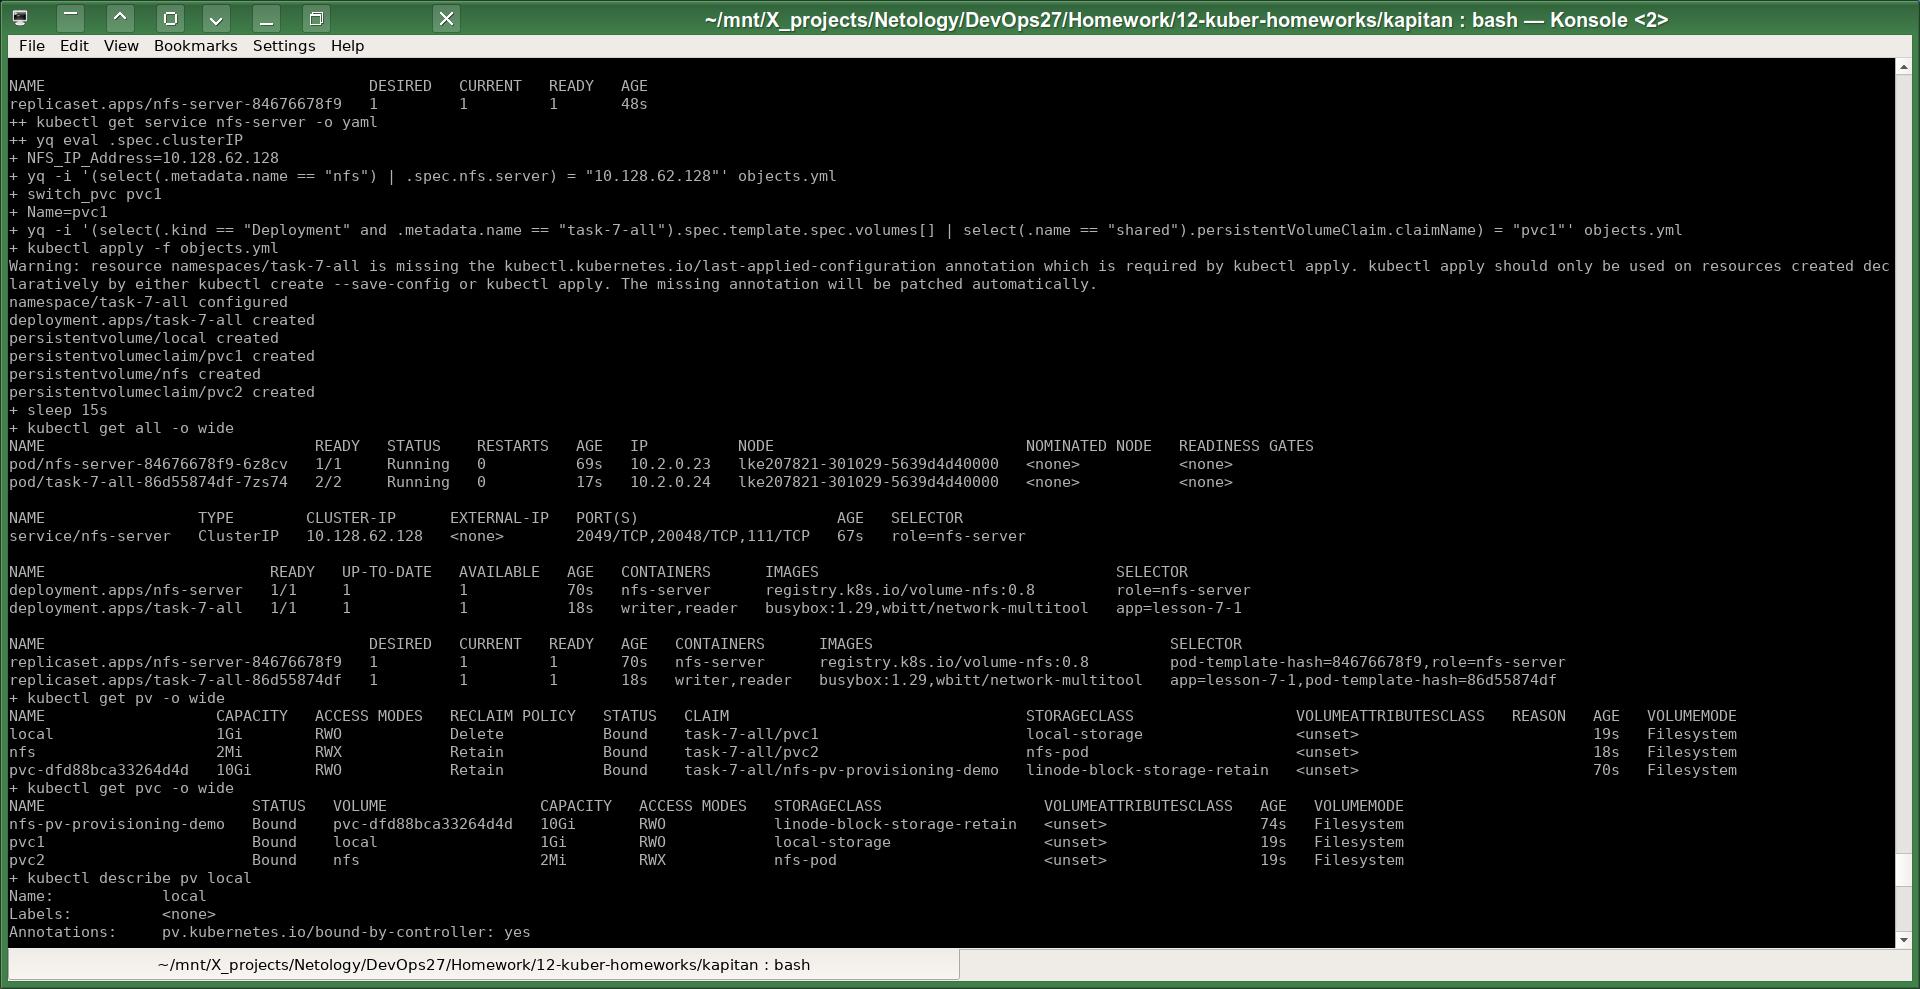 ~/mnt/X_projects/Netology/DevOps27/Homework/12-kuber-homeworks/kapitan : bash — Konsole <2>
File Edit View Bookmarks Settings Help
NAME                                    DESIRED   CURRENT   READY   AGE
replicaset.apps/nfs-server-84676678f9   1         1         1       48s
++ kubectl get service nfs-server -o yaml
++ yq eval .spec.clusterIP
+ NFS_IP_Address=10.128.62.128
+ yq -i '(select(.metadata.name == "nfs") | .spec.nfs.server) = "10.128.62.128"' objects.yml
+ switch_pvc pvc1
+ Name=pvc1
+ yq -i '(select(.kind == "Deployment" and .metadata.name == "task-7-all").spec.template.spec.volumes[] | select(.name == "shared").persistentVolumeClaim.claimName) = "pvc1"' objects.yml
+ kubectl apply -f objects.yml
Warning: resource namespaces/task-7-all is missing the kubectl.kubernetes.io/last-applied-configuration annotation which is required by kubectl apply. kubectl apply should only be used on resources created dec
laratively by either kubectl create --save-config or kubectl apply. The missing annotation will be patched automatically.
namespace/task-7-all configured
deployment.apps/task-7-all created
persistentvolume/local created
persistentvolumeclaim/pvc1 created
persistentvolume/nfs created
persistentvolumeclaim/pvc2 created
+ sleep 15s
+ kubectl get all -o wide
NAME                              READY   STATUS    RESTARTS   AGE   IP          NODE                            NOMINATED NODE   READINESS GATES
pod/nfs-server-84676678f9-6z8cv   1/1     Running   0          69s   10.2.0.23   lke207821-301029-5639d4d40000   <none>           <none>
pod/task-7-all-86d55874df-7zs74   2/2     Running   0          17s   10.2.0.24   lke207821-301029-5639d4d40000   <none>           <none>
NAME                 TYPE        CLUSTER-IP      EXTERNAL-IP   PORT(S)                      AGE   SELECTOR
service/nfs-server   ClusterIP   10.128.62.128   <none>        2049/TCP,20048/TCP,111/TCP   67s   role=nfs-server
NAME                         READY   UP-TO-DATE   AVAILABLE   AGE   CONTAINERS      IMAGES                                 SELECTOR
deployment.apps/nfs-server   1/1     1            1           70s   nfs-server      registry.k8s.io/volume-nfs:0.8         role=nfs-server
deployment.apps/task-7-all   1/1     1            1           18s   writer,reader   busybox:1.29,wbitt/network-multitool   app=lesson-7-1
NAME                                    DESIRED   CURRENT   READY   AGE   CONTAINERS      IMAGES                                 SELECTOR
replicaset.apps/nfs-server-84676678f9   1         1         1       70s   nfs-server      registry.k8s.io/volume-nfs:0.8         pod-template-hash=84676678f9,role=nfs-server
replicaset.apps/task-7-all-86d55874df   1         1         1       18s   writer,reader   busybox:1.29,wbitt/network-multitool   app=lesson-7-1,pod-template-hash=86d55874df
+ kubectl get pv -o wide
NAME                   CAPACITY   ACCESS MODES   RECLAIM POLICY   STATUS   CLAIM                                 STORAGECLASS                  VOLUMEATTRIBUTESCLASS   REASON   AGE   VOLUMEMODE
local                  1Gi        RWO            Delete           Bound    task-7-all/pvc1                       local-storage                 <unset>                          19s   Filesystem
nfs                    2Mi        RWX            Retain           Bound    task-7-all/pvc2                       nfs-pod                       <unset>                          18s   Filesystem
pvc-dfd88bca33264d4d   10Gi       RWO            Retain           Bound    task-7-all/nfs-pv-provisioning-demo   linode-block-storage-retain   <unset>                          70s   Filesystem
+ kubectl get pvc -o wide
NAME                       STATUS   VOLUME                 CAPACITY   ACCESS MODES   STORAGECLASS                  VOLUMEATTRIBUTESCLASS   AGE   VOLUMEMODE
nfs-pv-provisioning-demo   Bound    pvc-dfd88bca33264d4d   10Gi       RWO            linode-block-storage-retain   <unset>                 74s   Filesystem
pvc1                       Bound    local                  1Gi        RWO            local-storage                 <unset>                 19s   Filesystem
pvc2                       Bound    nfs                    2Mi        RWX            nfs-pod                       <unset>                 19s   Filesystem
+ kubectl describe pv local
Name:            local
Labels:          <none>
Annotations:     pv.kubernetes.io/bound-by-controller: yes
~/mnt/X_projects/Netology/DevOps27/Homework/12-kuber-homeworks/kapitan : bash